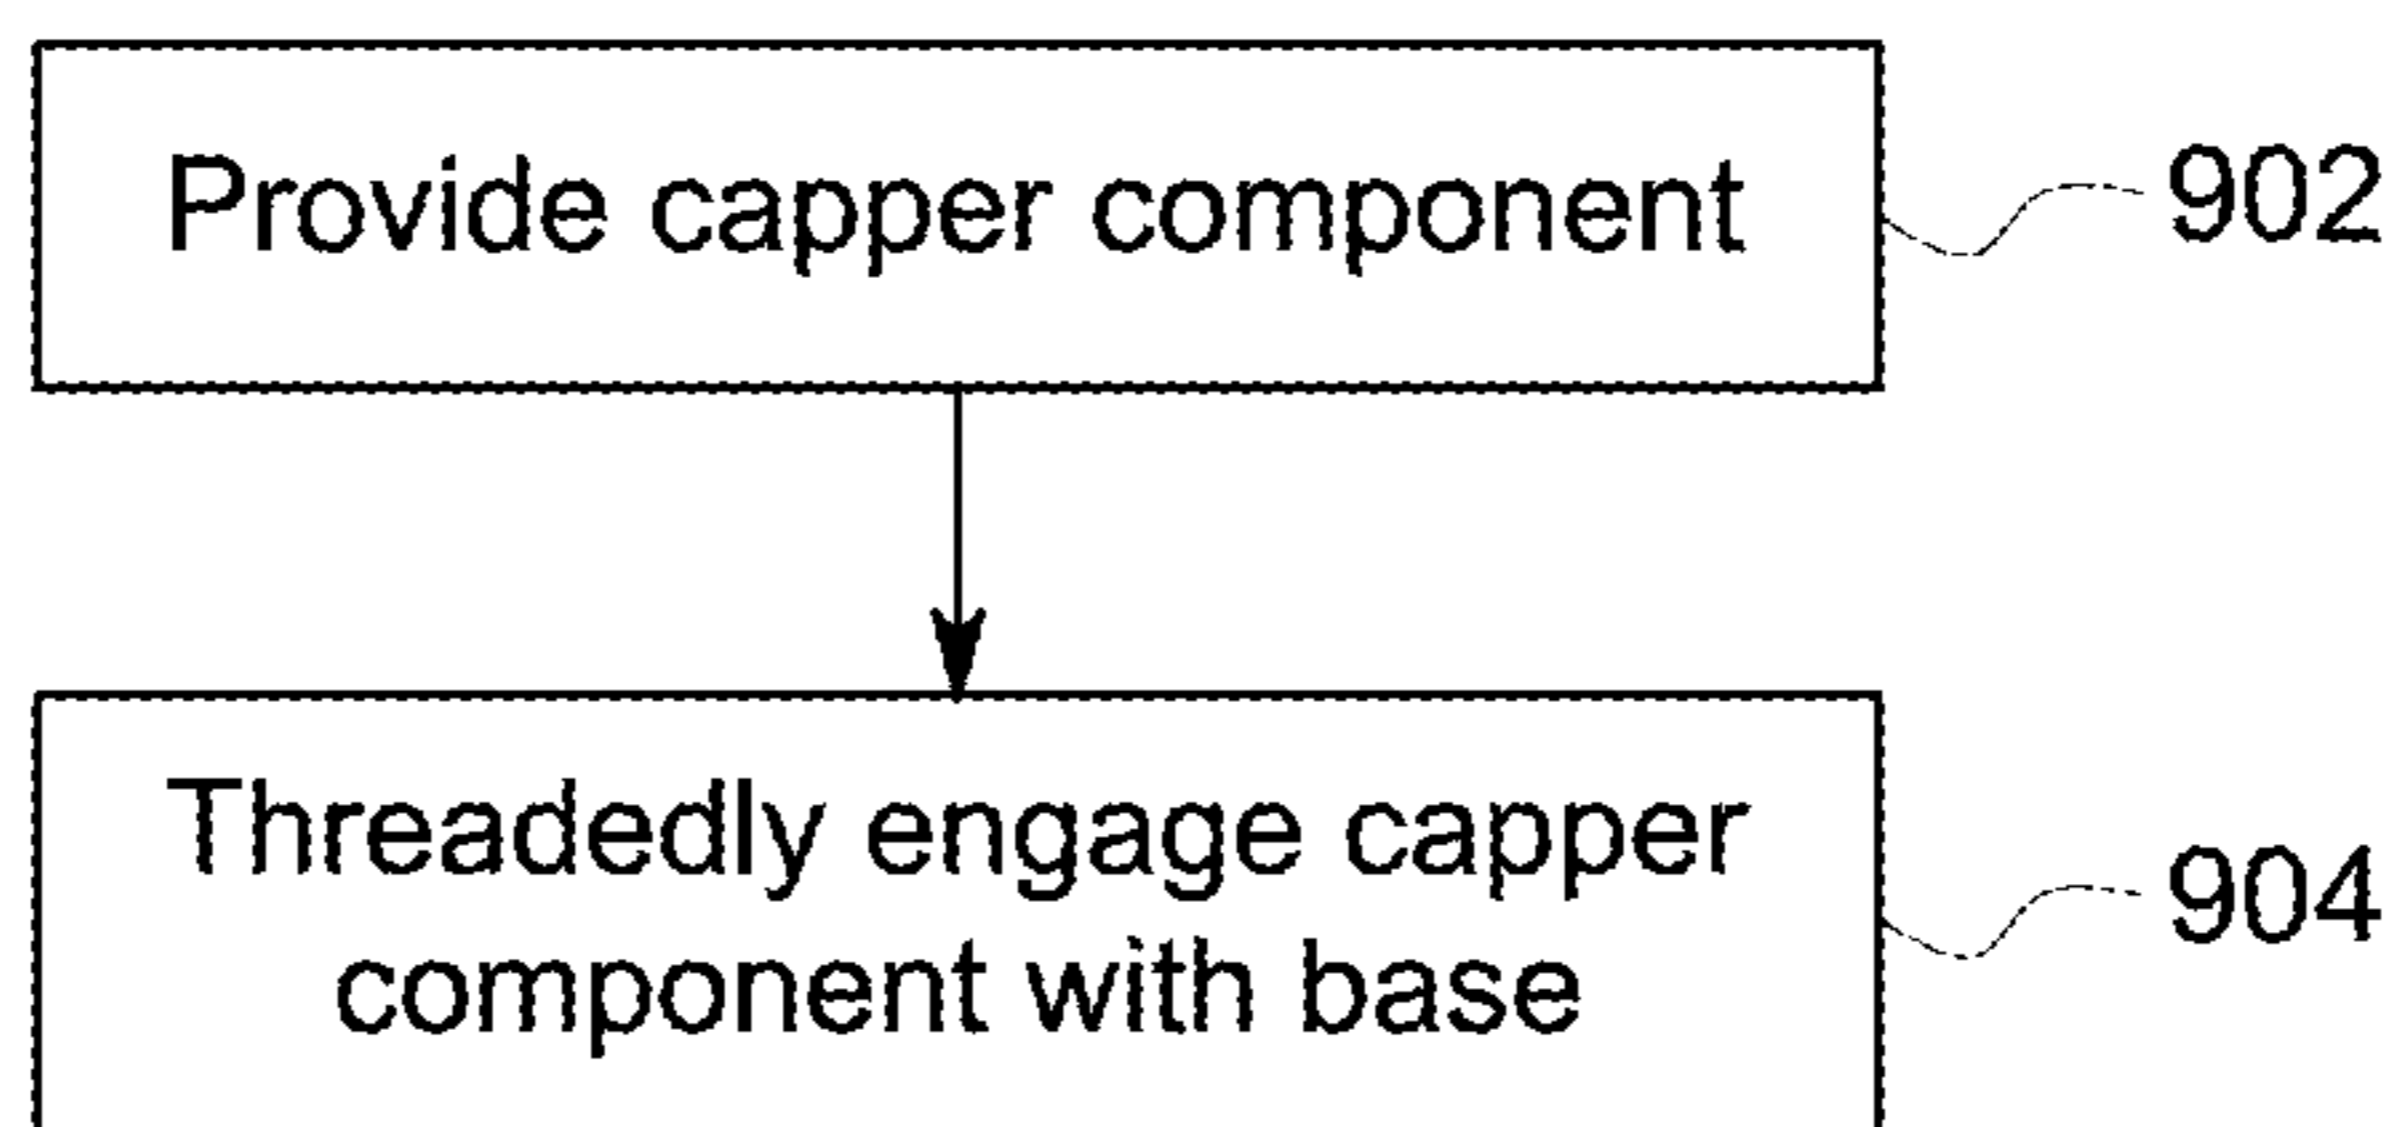 Provide capper component
902
Threadedly engage capper
component with base
904